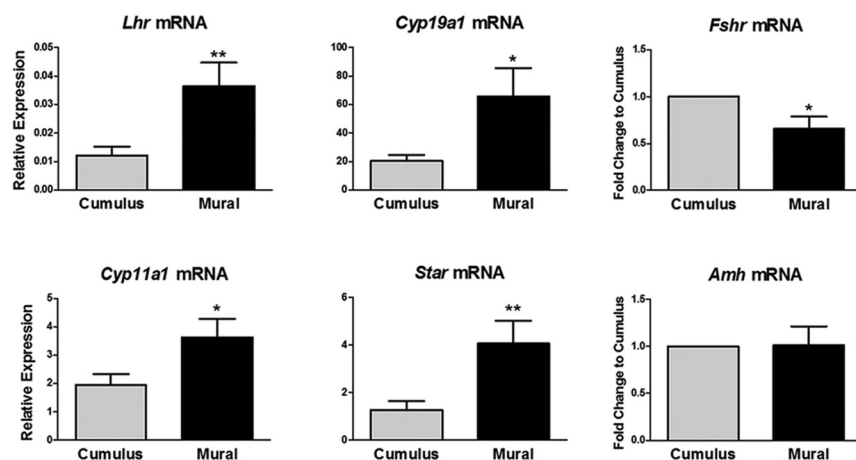 Lhr mRNA
Relative Expression
0.05
0.04
0.03
0.02
0.01
0.00
**
Cumulus Mural
Cyp19a1 mRNA
100
80
60
40
20
0
*
Cumulus Mural
Fshr mRNA
Fold Change to Cumulus
1.5
1.0
0.5
0.0
*
Cumulus Mural
Cyp11a1 mRNA
Relative Expression
5
4
3
2
1
0
*
Cumulus Mural
Star mRNA
6
4
2
0
**
Cumulus Mural
Amh mRNA
Fold Change to Cumulus
1.5
1.0
0.5
0.0
Cumulus Mural